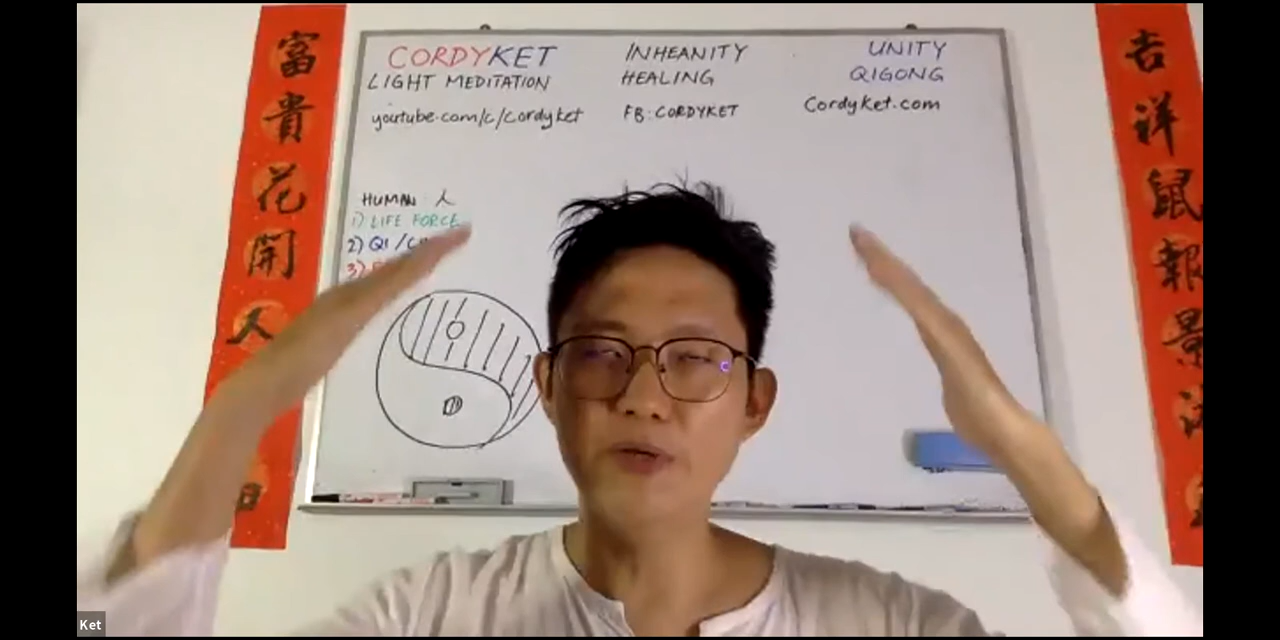 富貴花開人
CORDYKET
LIGHT MEDITATION
youtube.com/c/cordyket
INHEANITY
HEALING
FB: CORDYKET
UNITY
QIGONG
Cordyket.com
HUMAN : 人
1) LIFE FORCE
2) QI /
3)
吉祥鼠報景
Ket